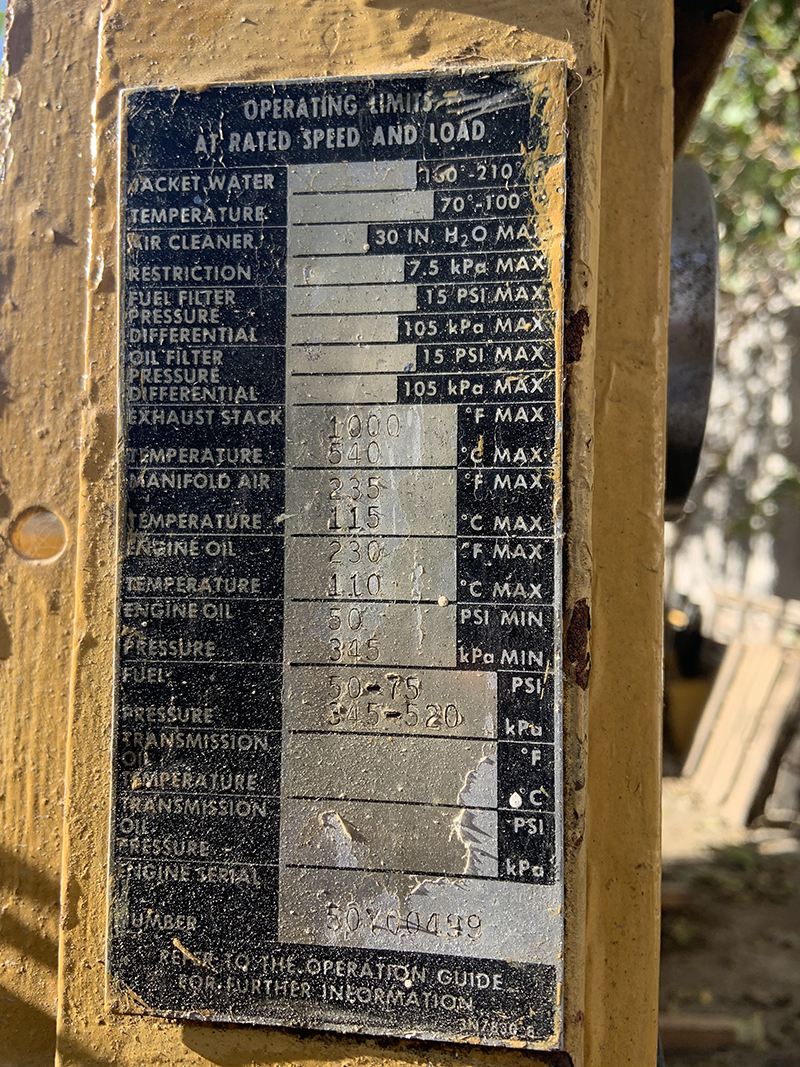 OPERATING LIMITS
AT RATED SPEED AND LOAD
JACKET WATER 160°-210°F
TEMPERATURE 70°-100°
AIR CLEANER 30 IN. H₂O MAX
RESTRICTION 7.5 kPa MAX
FUEL FILTER 15 PSI MAX
PRESSURE
DIFFERENTIAL 105 kPa MAX
OIL FILTER 15 PSI MAX
PRESSURE
DIFFERENTIAL 105 kPa MAX
EXHAUST STACK 1000 °F MAX
TEMPERATURE 540 °C MAX
MANIFOLD AIR 235 °F MAX
TEMPERATURE 115 °C MAX
ENGINE OIL 230 °F MAX
TEMPERATURE 110 °C MAX
ENGINE OIL 50 PSI MIN
PRESSURE 345 kPa MIN
FUEL 50-75 PSI
PRESSURE 345-520 kPa
TRANSMISSION °F
OIL
TEMPERATURE °C
TRANSMISSION PSI
OIL
PRESSURE kPa
ENGINE SERIAL
NUMBER 50Y00499
REFER TO THE OPERATION GUIDE
FOR FURTHER INFORMATION